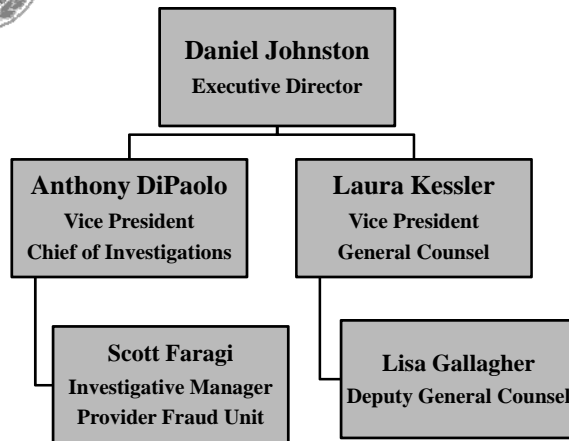 Daniel Johnston
Executive Director
Anthony DiPaolo
Vice President
Chief of Investigations
Laura Kessler
Vice President
General Counsel
Scott Faragi
Investigative Manager
Provider Fraud Unit
Lisa Gallagher
Deputy General Counsel